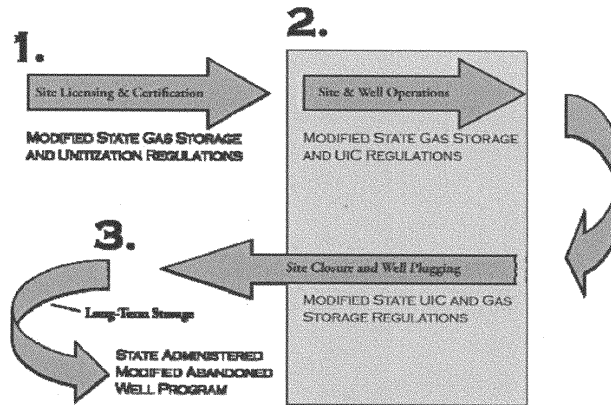 1.
Site Licensing & Certification
MODIFIED STATE GAS STORAGE
AND UNITIZATION REGULATIONS
2.
Site & Well Operations
MODIFIED STATE GAS STORAGE
AND UIC REGULATIONS
Site Closure and Well Plugging
MODIFIED STATE UIC AND GAS
STORAGE REGULATIONS
3.
Long-Term Storage
STATE ADMINISTERED
MODIFIED ABANDONED
WELL PROGRAM